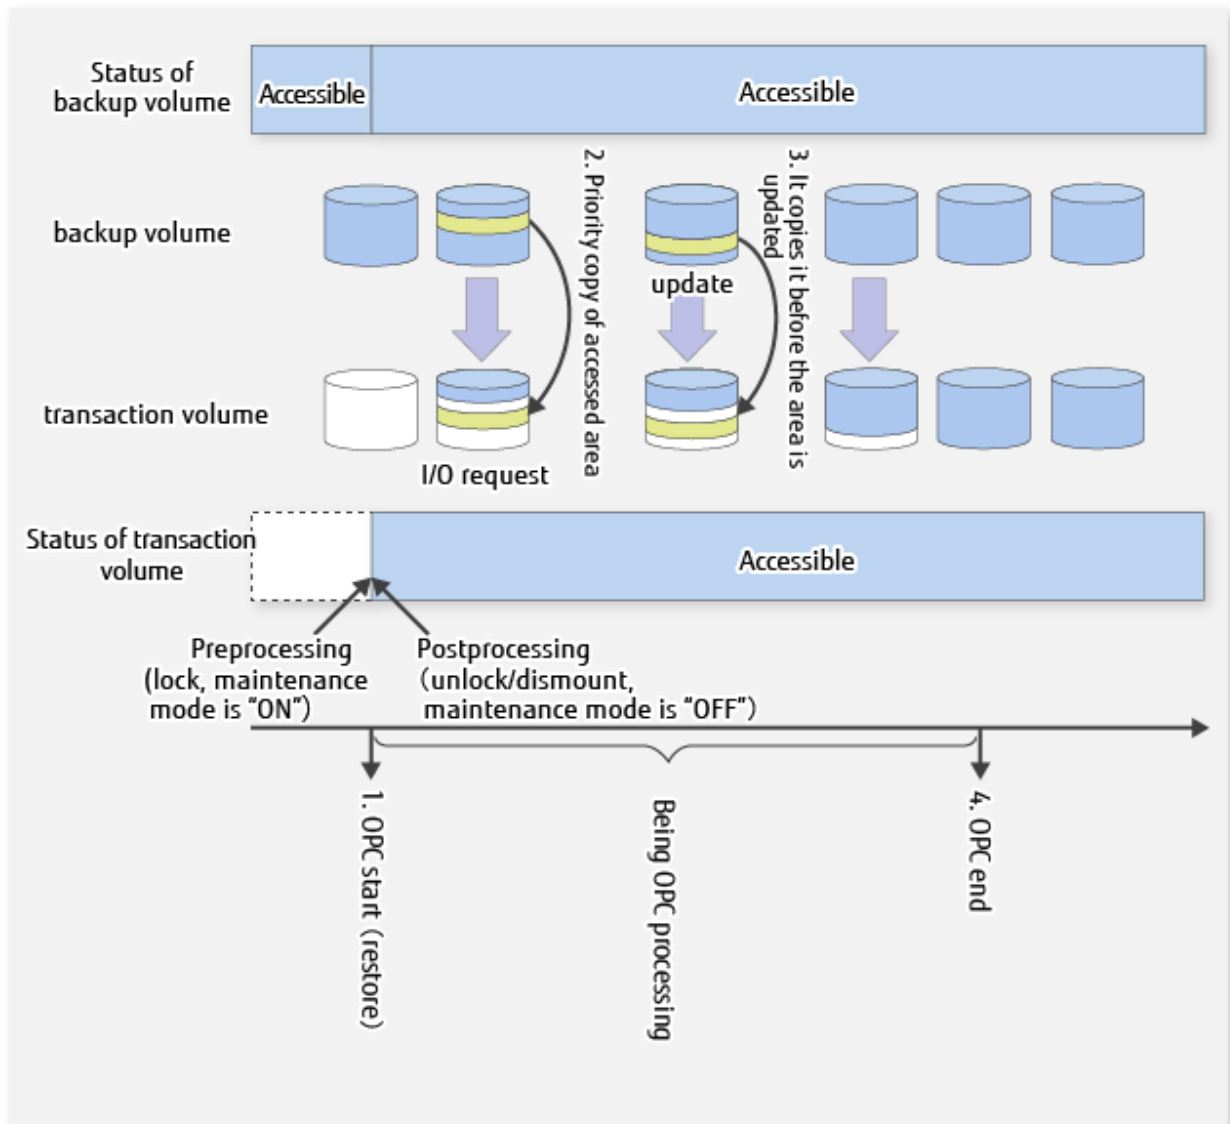 Status of
backup volume
Accessible
Accessible
2. Priority copy of accessed area
3. It copies it before the area is
updated
backup volume
update
transaction volume
I/O request
Status of transaction
volume
Accessible
Preprocessing
(lock, maintenance
mode is “ON”)
Postprocessing
(unlock/dismount,
maintenance mode is “OFF”)
1. OPC start (restore)
Being OPC processing
4. OPC end